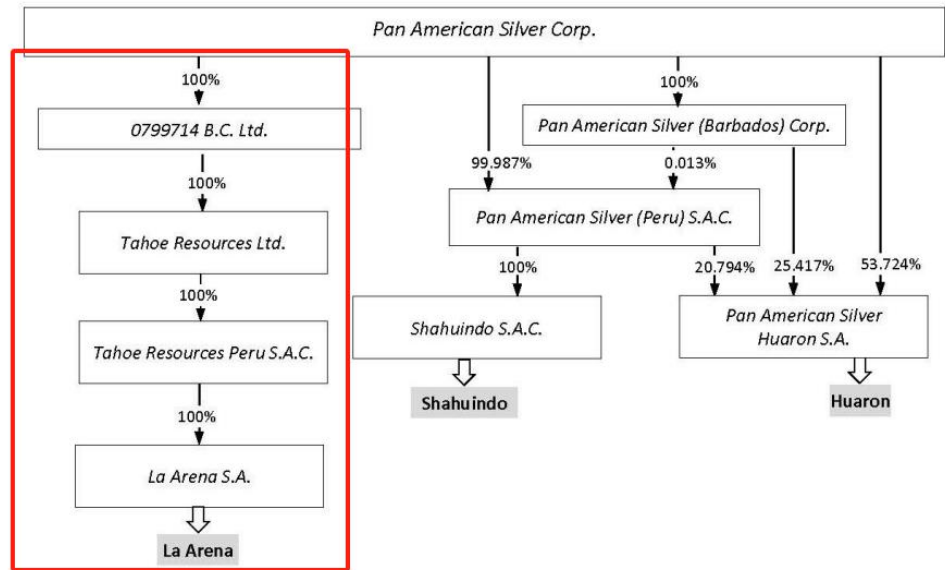 Pan American Silver Corp.
100%
100%
0799714 B.C. Ltd.
Pan American Silver (Barbados) Corp.
99.987%
0.013%
100%
Pan American Silver (Peru) S.A.C.
Tahoe Resources Ltd.
100%
20.794%
25.417%
53.724%
100%
Shahuindo S.A.C.
Pan American Silver
Huaron S.A.
Tahoe Resources Peru S.A.C.
Shahuindo
Huaron
100%
La Arena S.A.
La Arena